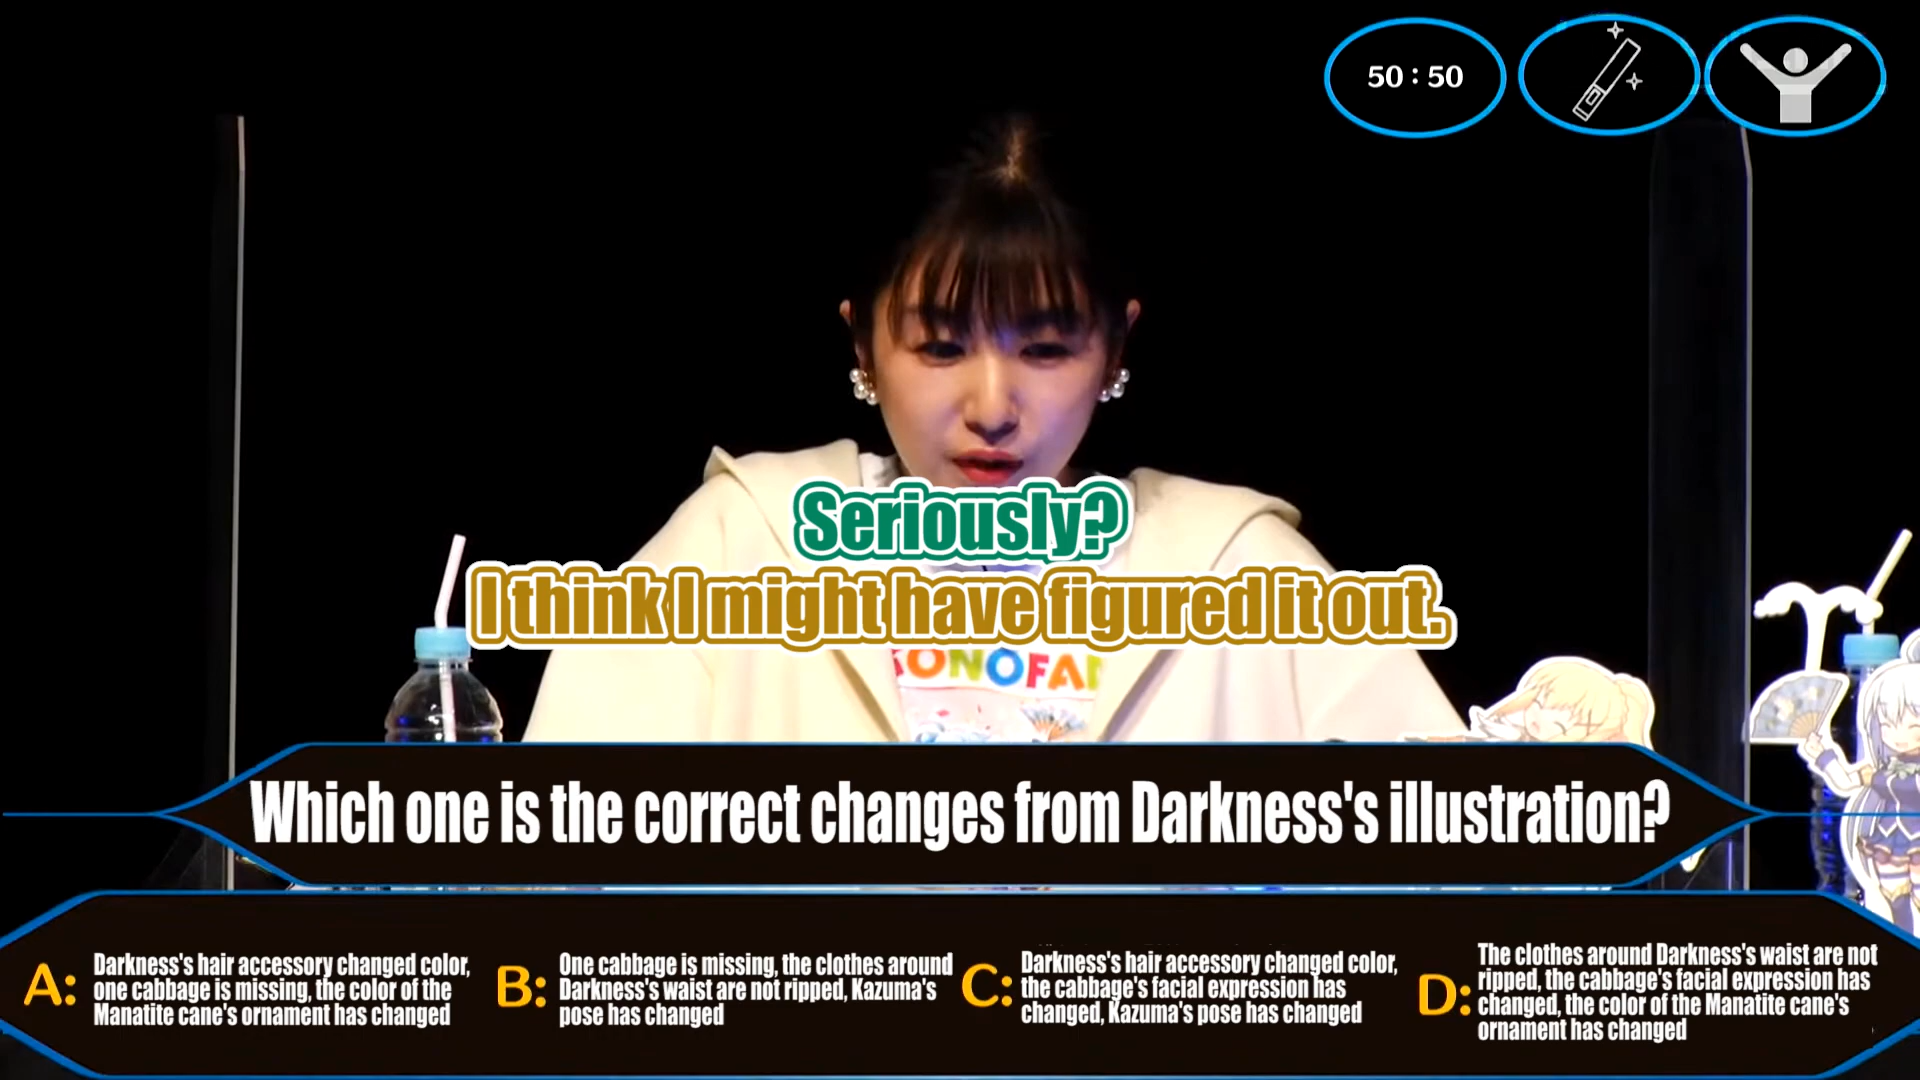 50 : 50
Seriously?
I think I might have figured it out.
Which one is the correct changes from Darkness's illustration?
A: Darkness's hair accessory changed color,
one cabbage is missing, the color of the
Manatite cane's ornament has changed
B: One cabbage is missing, the clothes around
Darkness's waist are not ripped, Kazuma's
pose has changed
C: Darkness's hair accessory changed color,
the cabbage's facial expression has
changed, Kazuma's pose has changed
D: The clothes around Darkness's waist are not
ripped, the cabbage's facial expression has
changed, the color of the Manatite cane's
ornament has changed